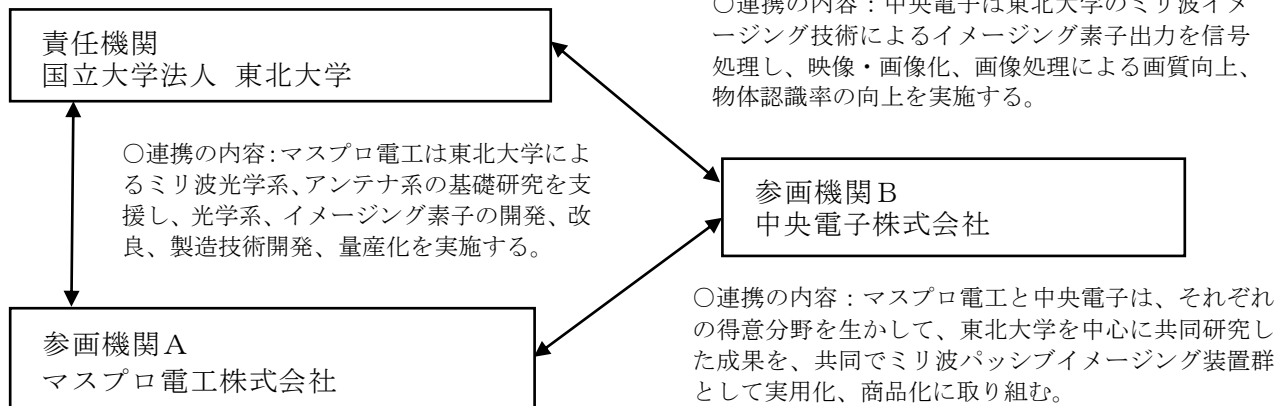 ○連携の内容：中央電子は東北大学のミリ波イメ
ージング技術によるイメージング素子出力を信号
処理し、映像・画像化、画像処理による画質向上、
物体認識率の向上を実施する。
責任機関
国立大学法人 東北大学
○連携の内容：マスプロ電工は東北大学によ
るミリ波光学系、アンテナ系の基礎研究を支
援し、光学系、イメージング素子の開発、改
良、製造技術開発、量産化を実施する。
参画機関Ｂ
中央電子株式会社
○連携の内容：マスプロ電工と中央電子は、それぞれ
の得意分野を生かして、東北大学を中心に共同研究し
た成果を、共同でミリ波パッシブイメージング装置群
として実用化、商品化に取り組む。
参画機関Ａ
マスプロ電工株式会社